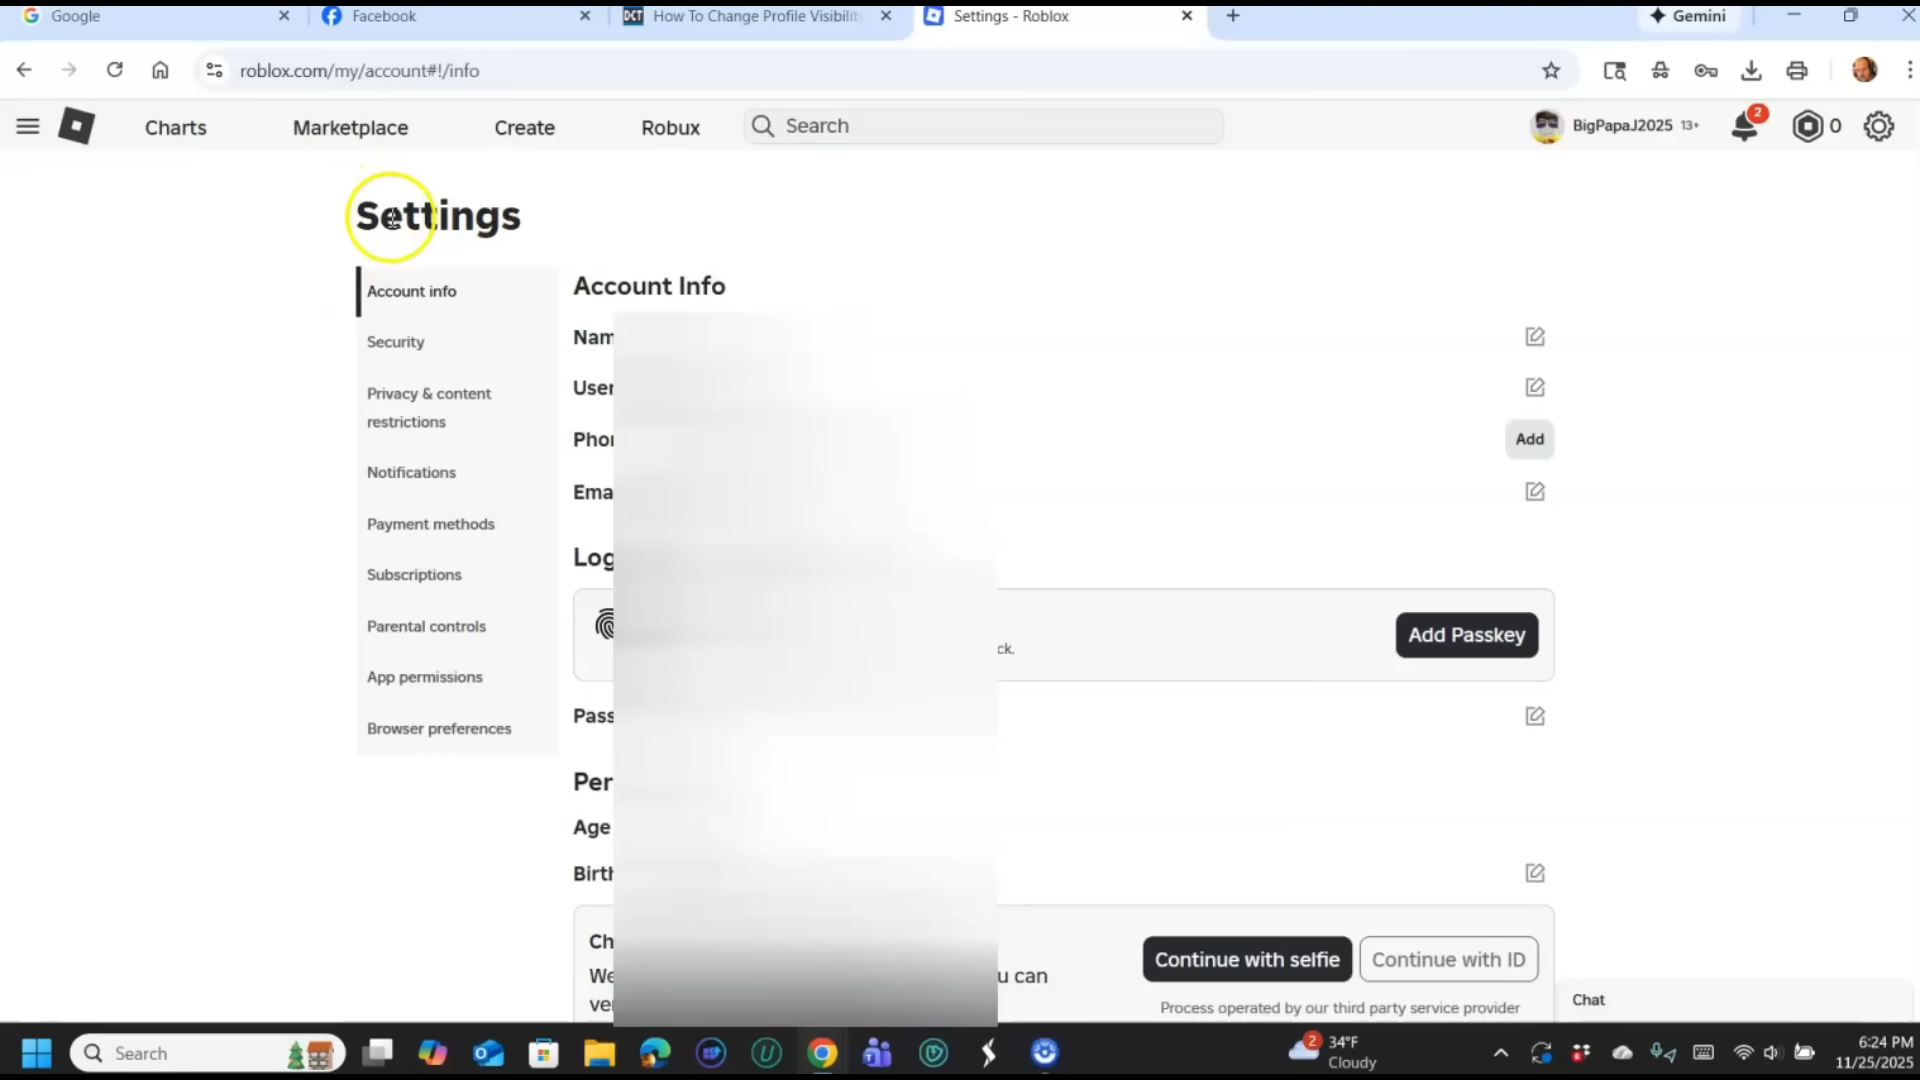 Google
Facebook
How To Change Profile Visibility
Settings - Roblox
Gemini
roblox.com/my/account#!/info
Charts
Marketplace
Create
Robux
Search
BigPapaJ2025 13+
2
0
Settings
Account info
Security
Privacy & content
restrictions
Notifications
Payment methods
Subscriptions
Parental controls
App permissions
Browser preferences
Account Info
Nam
User
Phon
Add
Ema
Log
ck.
Add Passkey
Pass
Per
Age
Birth
Ch
We
u can
ver
Continue with selfie
Continue with ID
Process operated by our third party service provider
Chat
Search
2
34°F
Cloudy
6:24 PM
11/25/2025